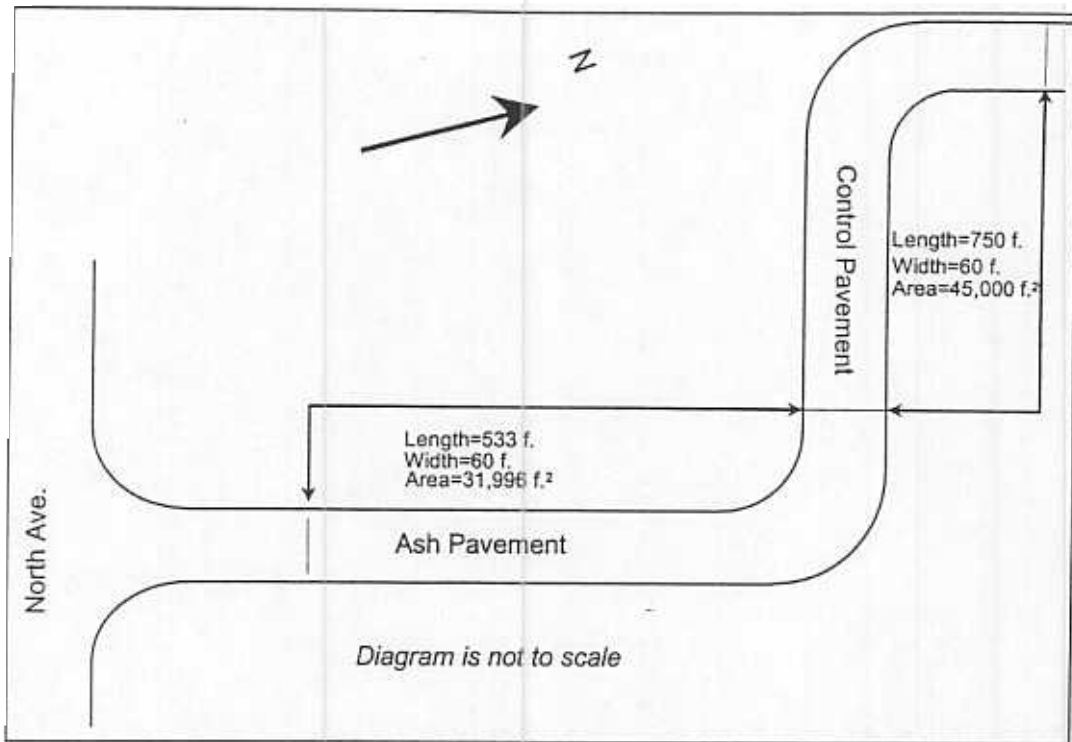 N
Control Pavement
Length=750 f.
Width=60 f.
Area=45,000 f.²
Length=533 f.
Width=60 f.
Area=31,996 f.²
North Ave.
Ash Pavement
Diagram is not to scale